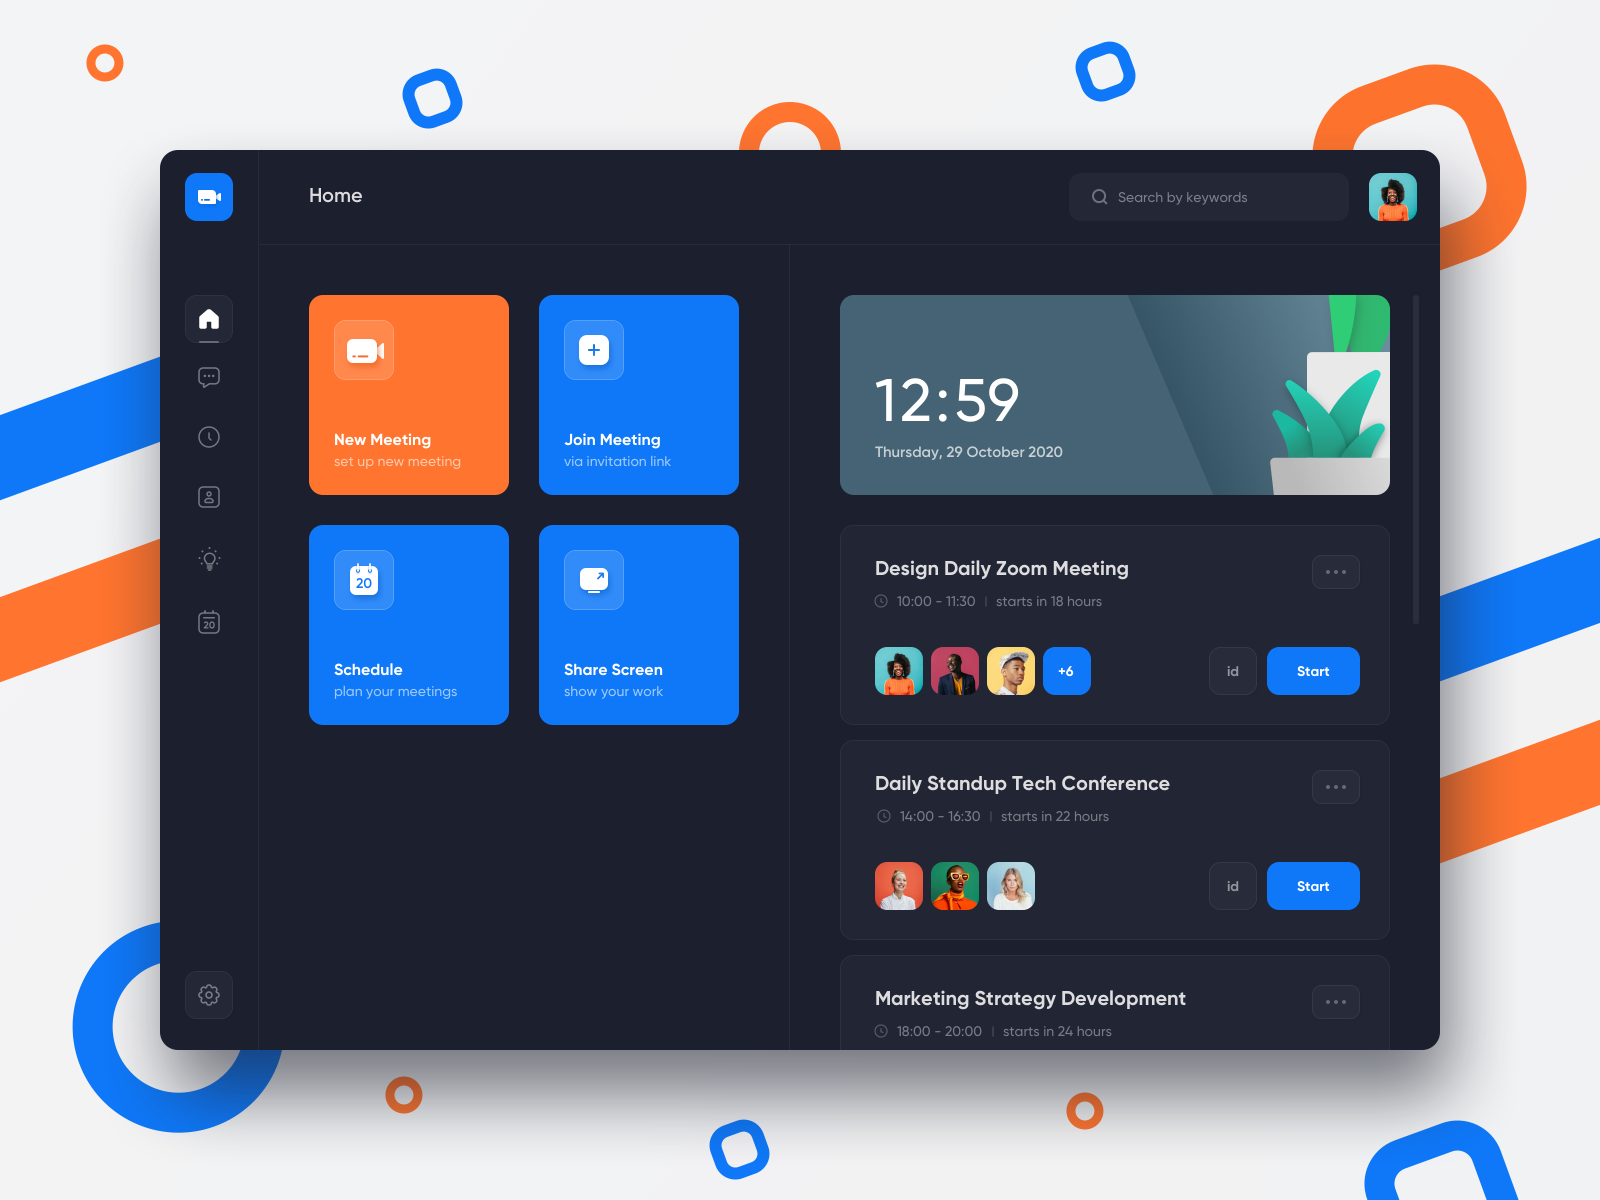 Home
Search by keywords
New Meeting
set up new meeting
Join Meeting
via invitation link
20
Schedule
plan your meetings
Share Screen
show your work
20
12:59
Thursday, 29 October 2020
Design Daily Zoom Meeting
10:00 - 11:30 | starts in 18 hours
+6
id
Start
Daily Standup Tech Conference
14:00 - 16:30 | starts in 22 hours
id
Start
Marketing Strategy Development
18:00 - 20:00 | starts in 24 hours